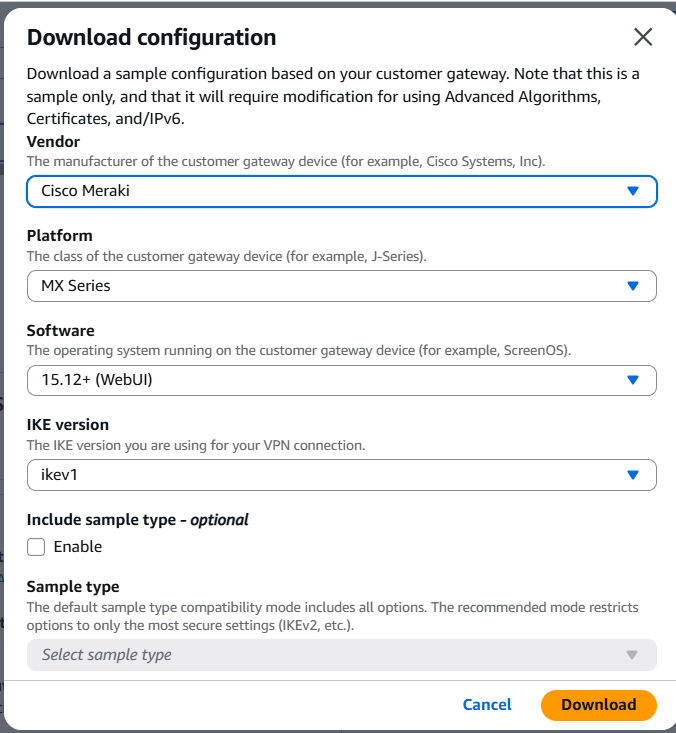 Download configuration
Download a sample configuration based on your customer gateway. Note that this is a
sample only, and that it will require modification for using Advanced Algorithms,
Certificates, and/IPv6.
Vendor
The manufacturer of the customer gateway device (for example, Cisco Systems, Inc).
Cisco Meraki
Platform
The class of the customer gateway device (for example, J-Series).
MX Series
Software
The operating system running on the customer gateway device (for example, ScreenOS).
15.12+ (WebUI)
IKE version
The IKE version you are using for your VPN connection.
ikev1
Include sample type - optional
Enable
Sample type
The default sample type compatibility mode includes all options. The recommended mode restricts
options to only the most secure settings (IKEv2, etc.).
Select sample type
Cancel
Download